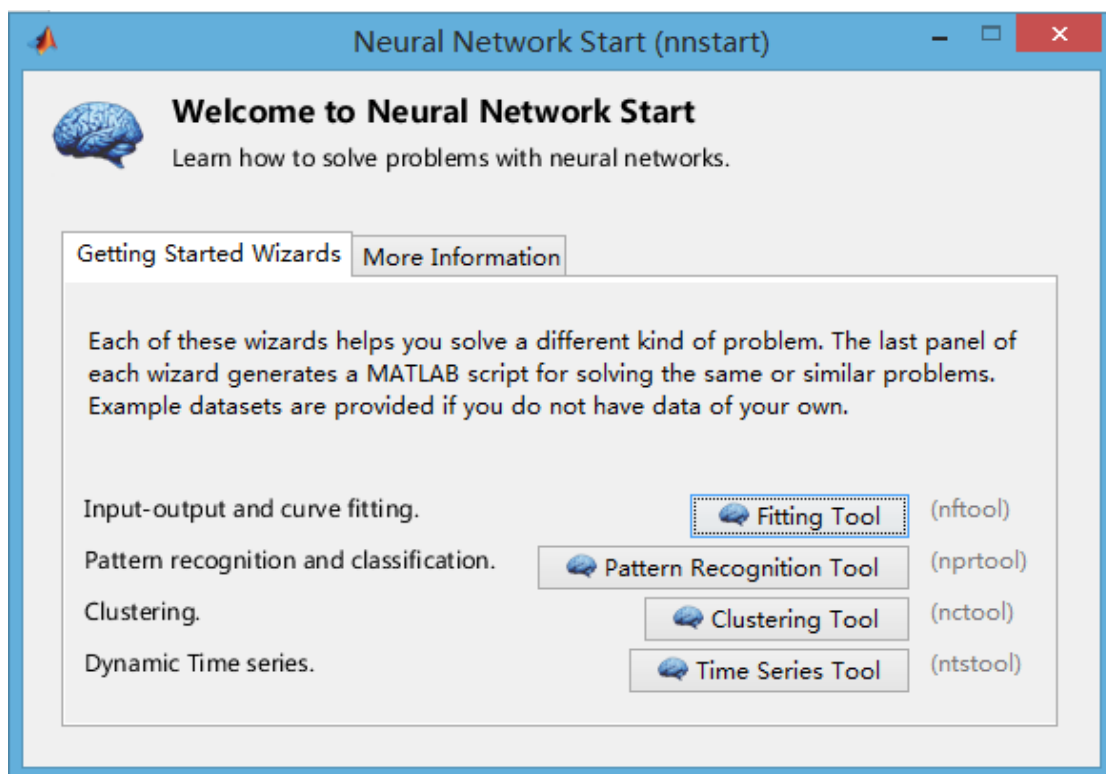 Neural Network Start (nnstart)
Welcome to Neural Network Start
Learn how to solve problems with neural networks.
Getting Started Wizards More Information
Each of these wizards helps you solve a different kind of problem. The last panel of
each wizard generates a MATLAB script for solving the same or similar problems.
Example datasets are provided if you do not have data of your own.
Input-output and curve fitting. Fitting Tool (nftool)
Pattern recognition and classification. Pattern Recognition Tool (nprtool)
Clustering. Clustering Tool (nctool)
Dynamic Time series. Time Series Tool (ntstool)